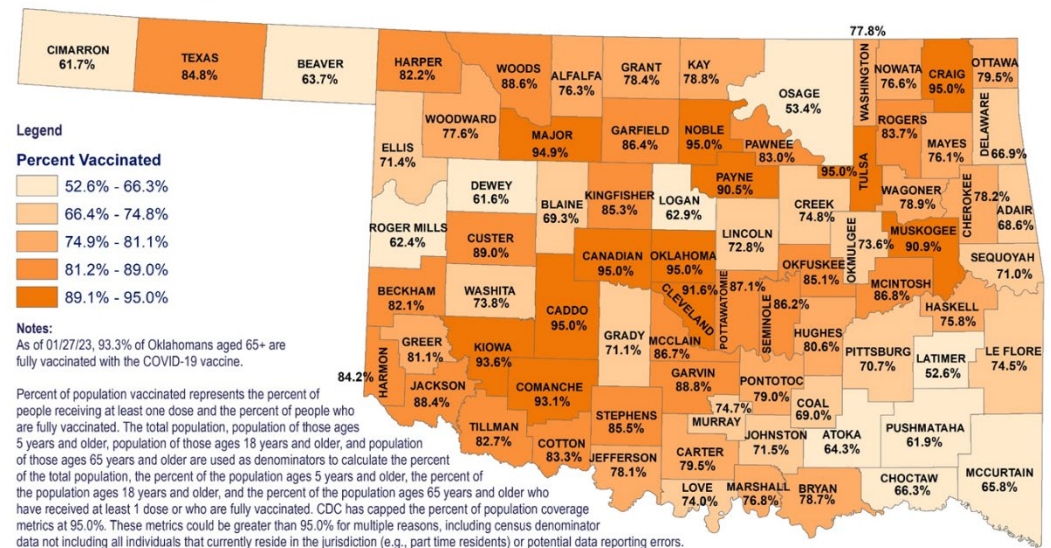 77.8%
CIMARRON
61.7%
TEXAS
84.8%
BEAVER
63.7%
HARPER
82.2%
WOODS
88.6%
ALFALFA
76.3%
GRANT
78.4%
KAY
78.8%
OSAGE
53.4%
WASHINGTON
NOWATA
76.6%
CRAIG
95.0%
OTTAWA
79.5%
DELAWARE
66.9%
WOODWARD
77.6%
MAJOR
94.9%
GARFIELD
86.4%
NOBLE
95.0%
PAWNEE
83.0%
ROGERS
83.7%
MAYES
76.1%
ELLIS
71.4%
PAYNE
90.5%
95.0%
TULSA
WAGONER
78.9%
CHEROKEE
78.2%
ADAIR
68.6%
DEWEY
61.6%
BLAINE
69.3%
KINGFISHER
85.3%
LOGAN
62.9%
CREEK
74.8%
ROGER MILLS
62.4%
CUSTER
89.0%
CANADIAN
95.0%
OKLAHOMA
95.0%
LINCOLN
72.8%
OKMULGEE
73.6%
MUSKOGEE
90.9%
SEQUOYAH
71.0%
OKFUSKEE
85.1%
MCINTOSH
86.8%
BECKHAM
82.1%
WASHITA
73.8%
CADDO
95.0%
91.6%
CLEVELAND
87.1%
POTTAWATOMIE
SEMINOLE
86.2%
HASKELL
75.8%
GREER
81.1%
KIOWA
93.6%
GRADY
71.1%
MCCLAIN
86.7%
HUGHES
80.6%
PITTSBURG
70.7%
LATIMER
52.6%
LE FLORE
74.5%
84.2%
HARMON
JACKSON
88.4%
COMANCHE
93.1%
GARVIN
88.8%
PONTOTOC
79.0%
TILLMAN
82.7%
COTTON
83.3%
STEPHENS
85.5%
74.7%
MURRAY
COAL
69.0%
PUSHMATAHA
61.9%
JEFFERSON
78.1%
CARTER
79.5%
JOHNSTON
71.5%
ATOKA
64.3%
MCCURTAIN
65.8%
LOVE
74.0%
MARSHALL
76.8%
BRYAN
78.7%
CHOCTAW
66.3%
Legend
Percent Vaccinated
52.6% - 66.3%
66.4% - 74.8%
74.9% - 81.1%
81.2% - 89.0%
89.1% - 95.0%
Notes:
As of 01/27/23, 93.3% of Oklahomans aged 65+ are
fully vaccinated with the COVID-19 vaccine.
Percent of population vaccinated represents the percent of
people receiving at least one dose and the percent of people who
are fully vaccinated. The total population, population of those ages
5 years and older, population of those ages 18 years and older, and population
of those ages 65 years and older are used as denominators to calculate the percent
of the total population, the percent of the population ages 5 years and older, the percent of
the population ages 18 years and older, and the percent of the population ages 65 years and older who
have received at least 1 dose or who are fully vaccinated. CDC has capped the percent of population coverage
metrics at 95.0%. These metrics could be greater than 95.0% for multiple reasons, including census denominator
data not including all individuals that currently reside in the jurisdiction (e.g., part time residents) or potential data reporting errors.